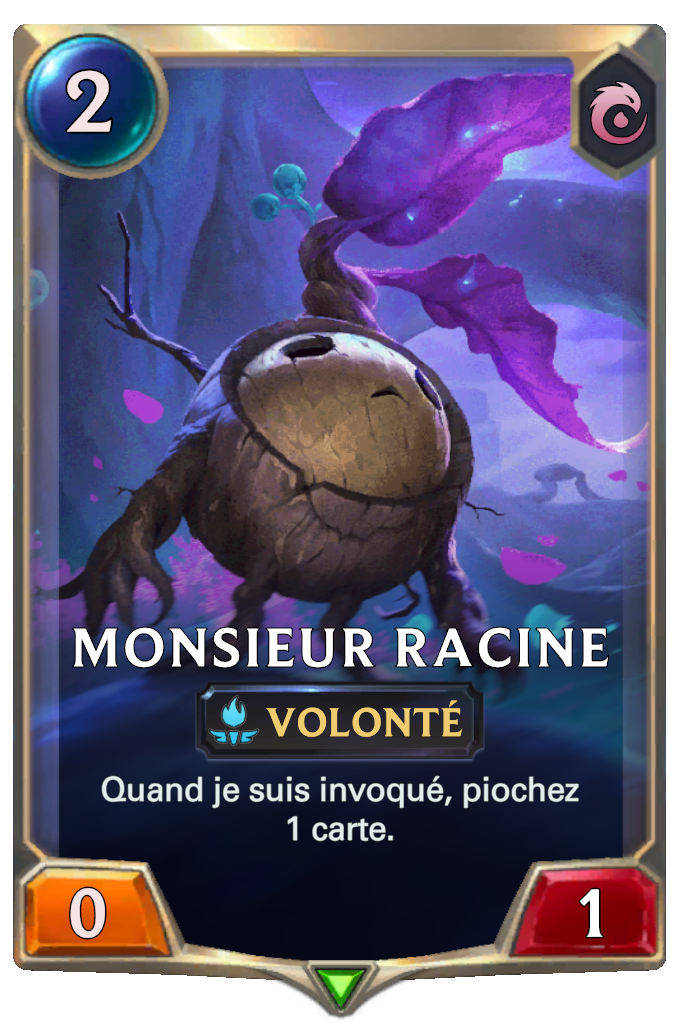 2
MONSIEUR RACINE
VOLONTÉ
Quand je suis invoqué, piochez
1 carte.
0
1